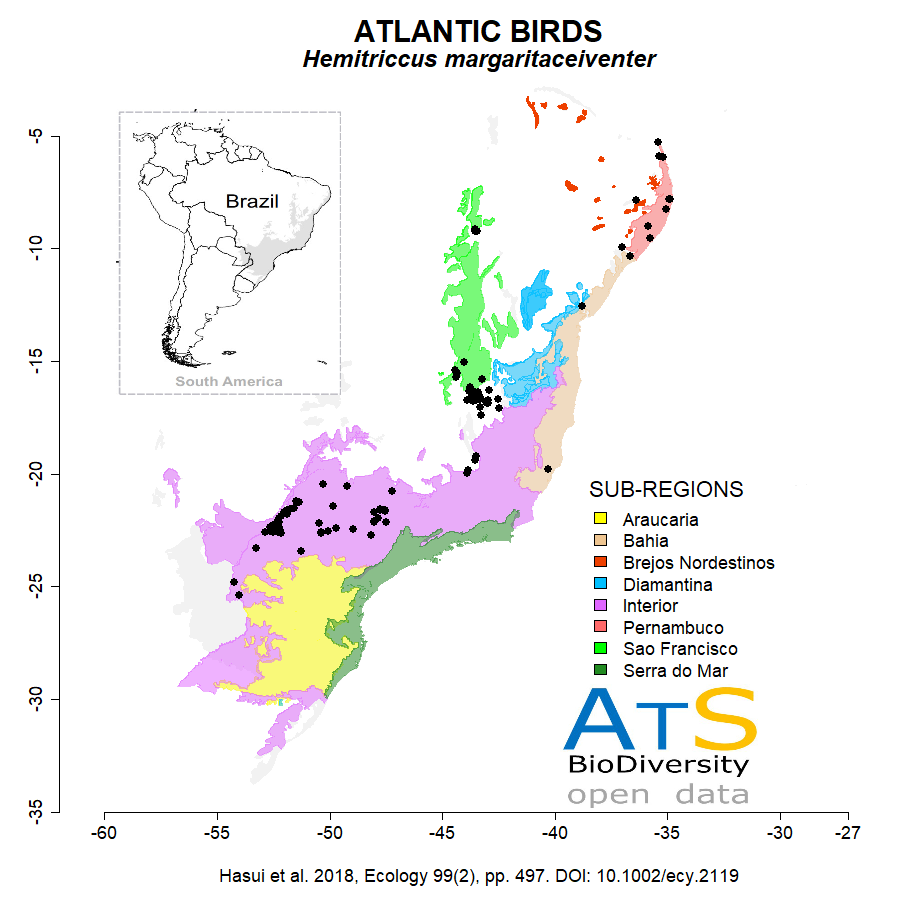 ATLANTIC BIRDS
Hemitriccus margaritaceiventer
-5
-10
-15
-20
-25
-30
-35
Brazil
South America
SUB-REGIONS
Araucaria
Bahia
Brejos Nordestinos
Diamantina
Interior
Pernambuco
Sao Francisco
Serra do Mar
ATS
BioDiversity
open data
-60 -55 -50 -45 -40 -35 -30 -27
Hasui et al. 2018, Ecology 99(2), pp. 497. DOI: 10.1002/ecy.2119